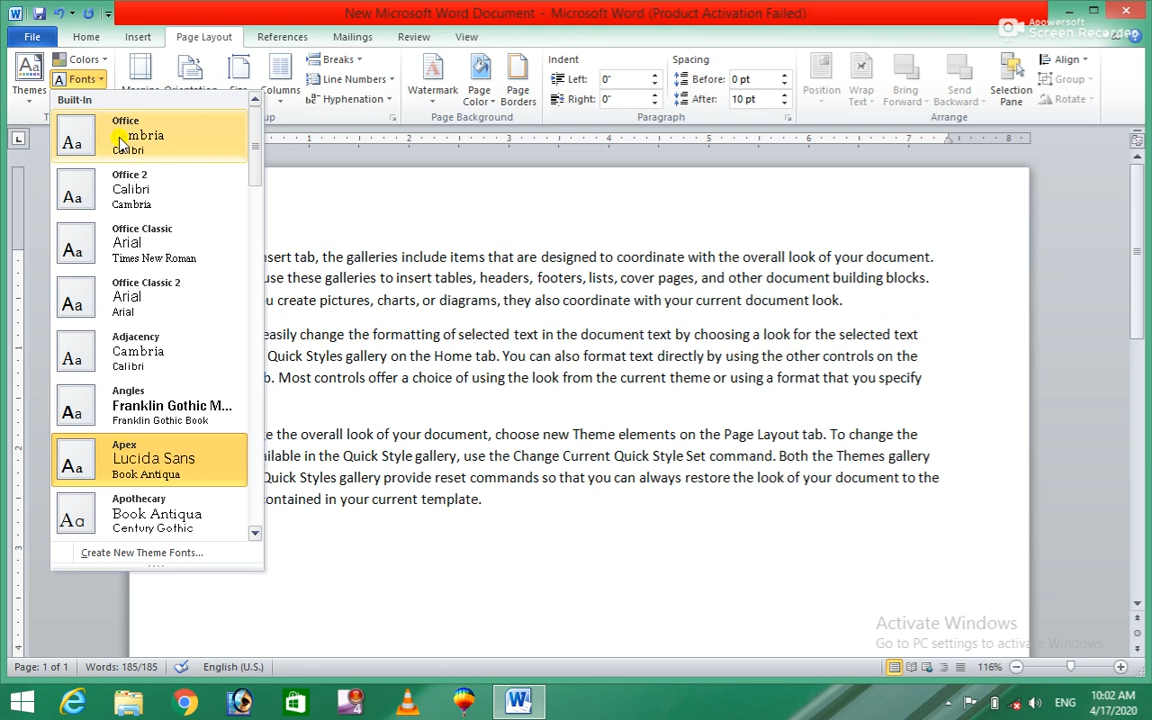 New Microsoft Word Document - Microsoft Word (Product Activation Failed)
Apowersoft
Screen Recorder
File Home Insert Page Layout References Mailings Review View
Themes
Colors
Fonts
Size
Columns
Breaks
Line Numbers
Hyphenation
Watermark
Page Color
Page Borders
Page Background
Indent
Left: 0"
Right: 0"
Spacing
Before: 0 pt
After: 10 pt
Paragraph
Position
Wrap Text
Bring Forward
Send Backward
Selection Pane
Align
Group
Rotate
Arrange
1 2 3 4 5 6 7 8
Built-In
Office
Calibri
Office 2
Calibri
Cambria
Office Classic
Arial
Times New Roman
Office Classic 2
Arial
Arial
Adjacency
Cambria
Calibri
Angles
Franklin Gothic M...
Franklin Gothic Book
Apex
Lucida Sans
Book Antiqua
Apothecary
Book Antiqua
Century Gothic
Create New Theme Fonts...
tab, the galleries include items that are designed to coordinate with the overall look of your document.
use these galleries to insert tables, headers, footers, lists, cover pages, and other document building blocks.
create pictures, charts, or diagrams, they also coordinate with your current document look.
easily change the formatting of selected text in the document text by choosing a look for the selected text
Quick Styles gallery on the Home tab. You can also format text directly by using the other controls on the
Most controls offer a choice of using the look from the current theme or using a format that you specify
the overall look of your document, choose new Theme elements on the Page Layout tab. To change the
in the Quick Style gallery, use the Change Current Quick Style Set command. Both the Themes gallery
Quick Styles gallery provide reset commands so that you can always restore the look of your document to the
contained in your current template.
Activate Windows
Go to PC settings to activate Windows.
Page: 1 of 1 Words: 185/185 English (U.S.) 116%
ENG
10:02 AM
4/17/2020